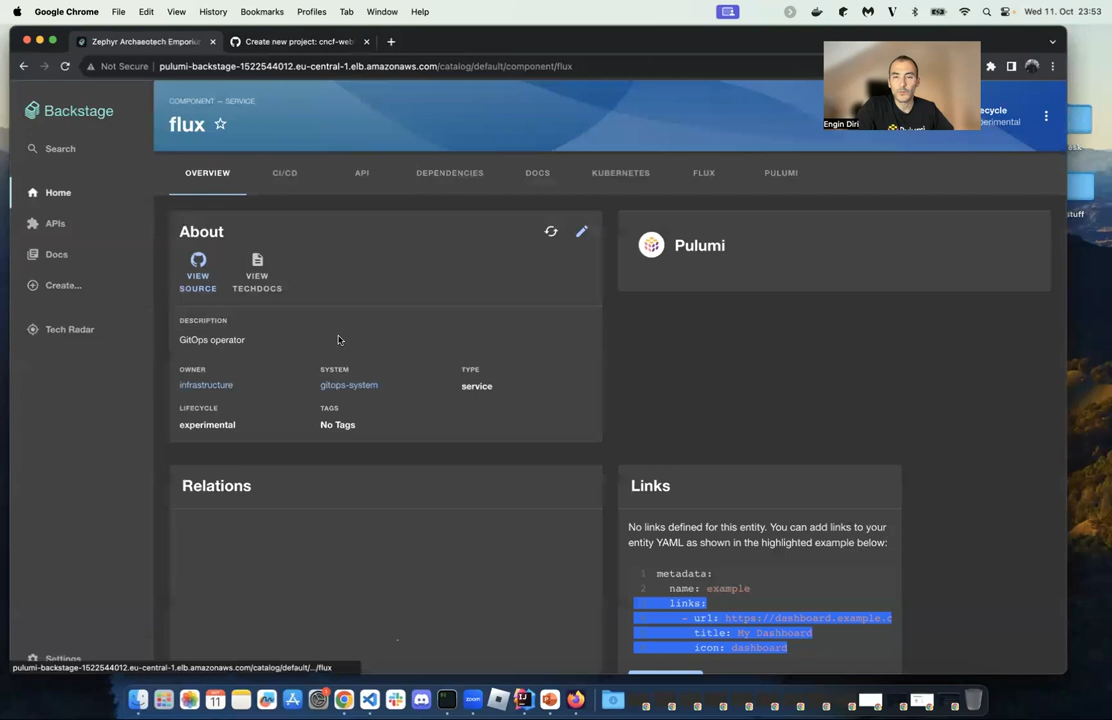 Google Chrome File Edit View History Bookmarks Profiles Tab Window Help Wed 11. Oct 23:53
Zephyr Archaeotech Emporiu
Create new project: cncf-web
Not Secure pulumi-backstage-1522544012.eu-central-1.elb.amazonaws.com/catalog/default/component/flux
Engin Diri
Pulumi
Backstage
Search
Home
APIs
Docs
Create...
Tech Radar
Settings
COMPONENT — SERVICE
flux
ecycle
perimental
OVERVIEW CI/CD API DEPENDENCIES DOCS KUBERNETES FLUX PULUMI
About
VIEW SOURCE
VIEW TECHDOCS
DESCRIPTION
GitOps operator
OWNER
infrastructure
SYSTEM
gitops-system
TYPE
service
LIFECYCLE
experimental
TAGS
No Tags
Pulumi
Relations
Links
No links defined for this entity. You can add links to your
entity YAML as shown in the highlighted example below:
1 metadata:
2 name: example
links:
- url: https://dashboard.example.c
title: My Dashboard
icon: dashboard
pulumi-backstage-1522544012.eu-central-1.elb.amazonaws.com/catalog/default/.../flux
stuff